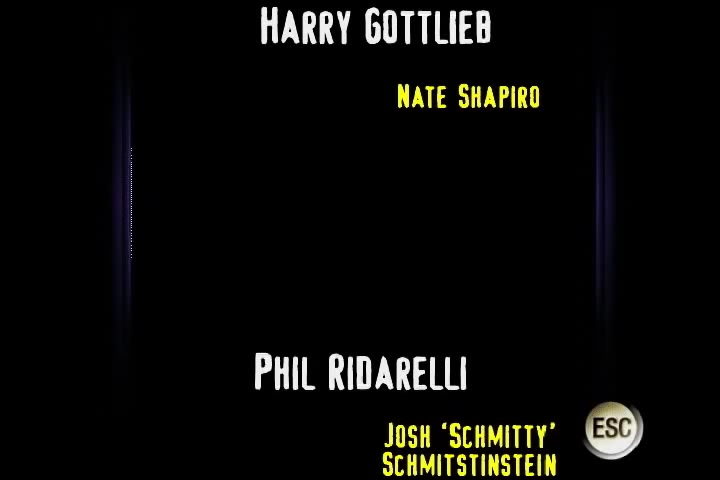 HARRY GOTTLIEB
NATE SHAPIRO
PHIL RIDARELLI
JOSH ‘SCHMITTY’
SCHMITSTINSTEIN
ESC